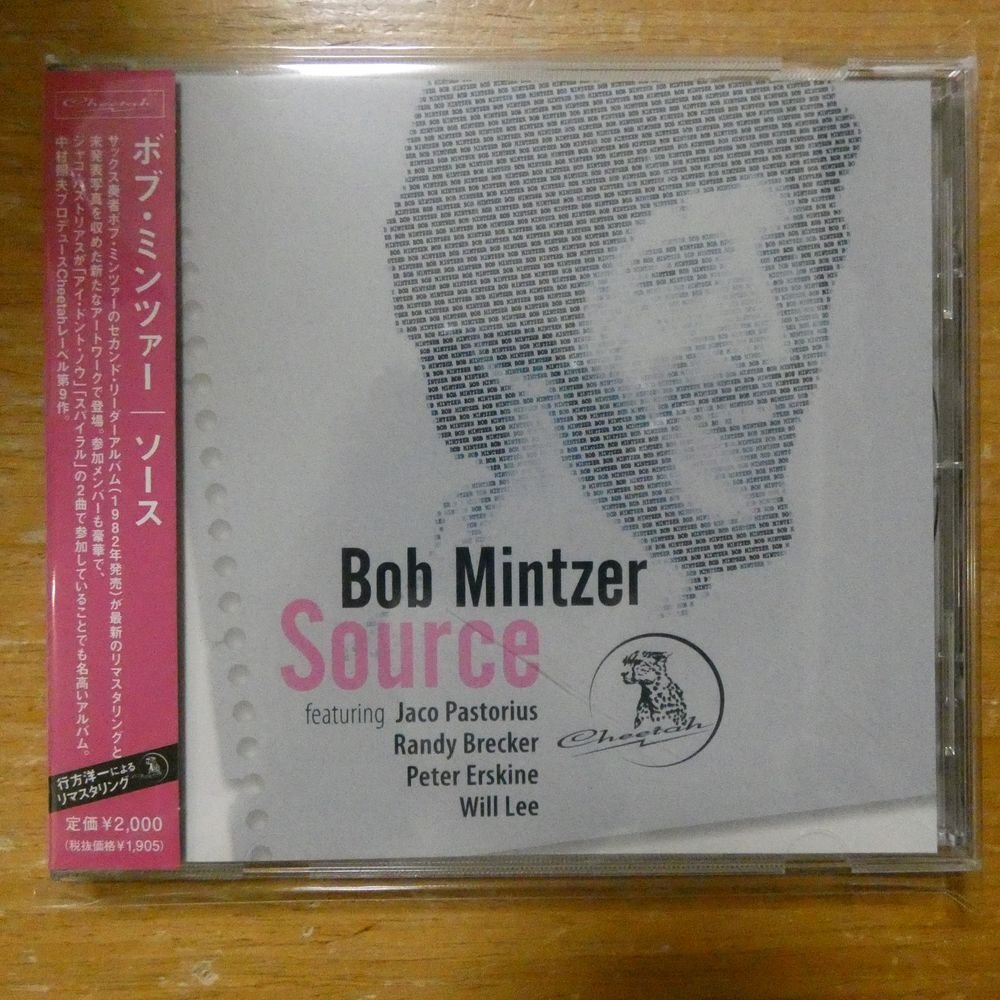 Cheetah
ボブ・ミンツァー｜ソース
サックス奏者ボブ・ミンツァーのセカンド・リーダーアルバム(1982年発売)が最新のリマスタリングと
未発表写真を収めた新たなアートワークで登場。参加メンバーも豪華で、
ジャコ・パストリアスが「アイ・ドント・ノウ」「スパイラル」の2曲で参加していることでも名高いアルバム。
中村照夫プロデュースCheetahレーベル第9作。
行方洋一による
リマスタリング
定価¥2,000
(税抜価格¥1,905)
Bob Mintzer
Source
featuring Jaco Pastorius
Randy Brecker
Peter Erskine
Will Lee
Cheetah